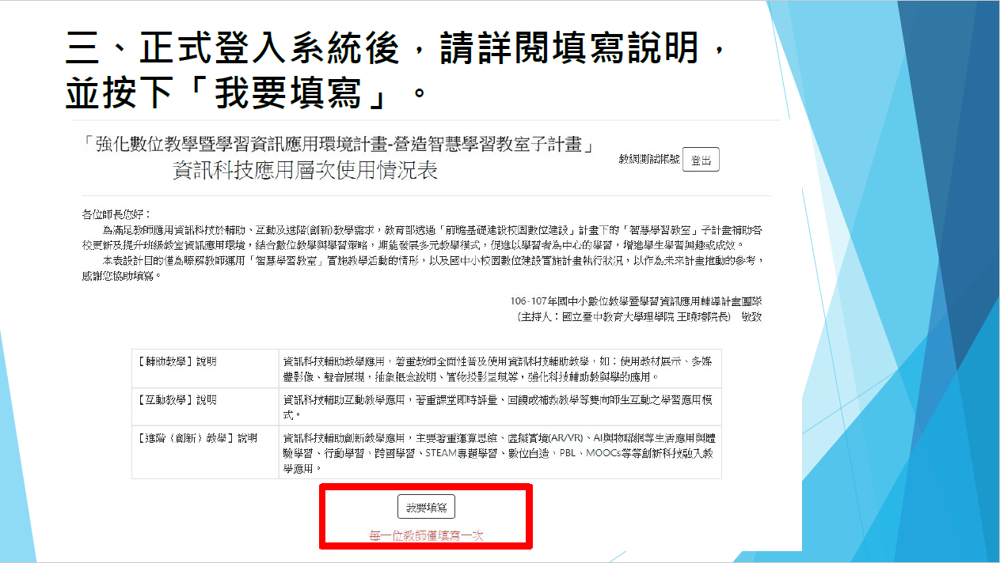 三、正式登入系統後，請詳閱填寫說明，
並按下「我要填寫」。
「強化數位教學暨學習資訊應用環境計畫-營造智慧學習教室子計畫」
資訊科技應用層次使用情況表
教網測試帳號 登出
各位師長您好：
為滿足教師應用資訊科技於輔助、互動及進階(創新)教學需求，教育部透過「前瞻基礎建設校園數位建設」計畫下的「智慧學習教室」子計畫補助各
校更新及提升班級教室資訊應用環境，結合數位教學與學習策略，期能發展多元教學模式，促進以學習者為中心的學習，增進學生學習興趣或成效。
本表設計目的僅為瞭解教師運用「智慧學習教室」實施教學活動的情形，以及國中小校園數位建設實施計畫執行狀況，以作為未來計畫推動的參考，
感謝您協助填寫。
106-107年國中小數位教學暨學習資訊應用輔導計畫團隊
(主持人：國立臺中教育大學理學院 王曉璿院長)　敬致
【輔助教學】說明
資訊科技輔助教學應用，著重教師全面性普及使用資訊科技輔助教學，如：使用教材展示、多媒
體影像、聲音展現，抽象概念說明、實物投影呈現等，強化科技輔助教與學的應用。
【互動教學】說明
資訊科技輔助互動教學應用，著重課堂即時評量、回饋或補救教學等雙向師生互動之學習應用模
式。
【進階（創新）教學】說明
資訊科技輔助創新教學應用，主要著重運算思維、虛擬實境(AR/VR)、AI與物聯網等生活應用與體
驗學習、行動學習、跨國學習、STEAM專題學習、數位自造、PBL、MOOCs等等創新科技融入教
學應用。
我要填寫
每一位教師僅填寫一次